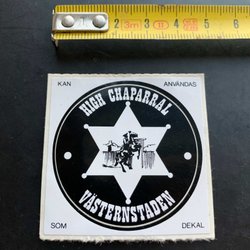 KAN ANVÄNDAS
HIGH CHAPARRAL
VÄSTERNSTADEN
SOM DEKAL